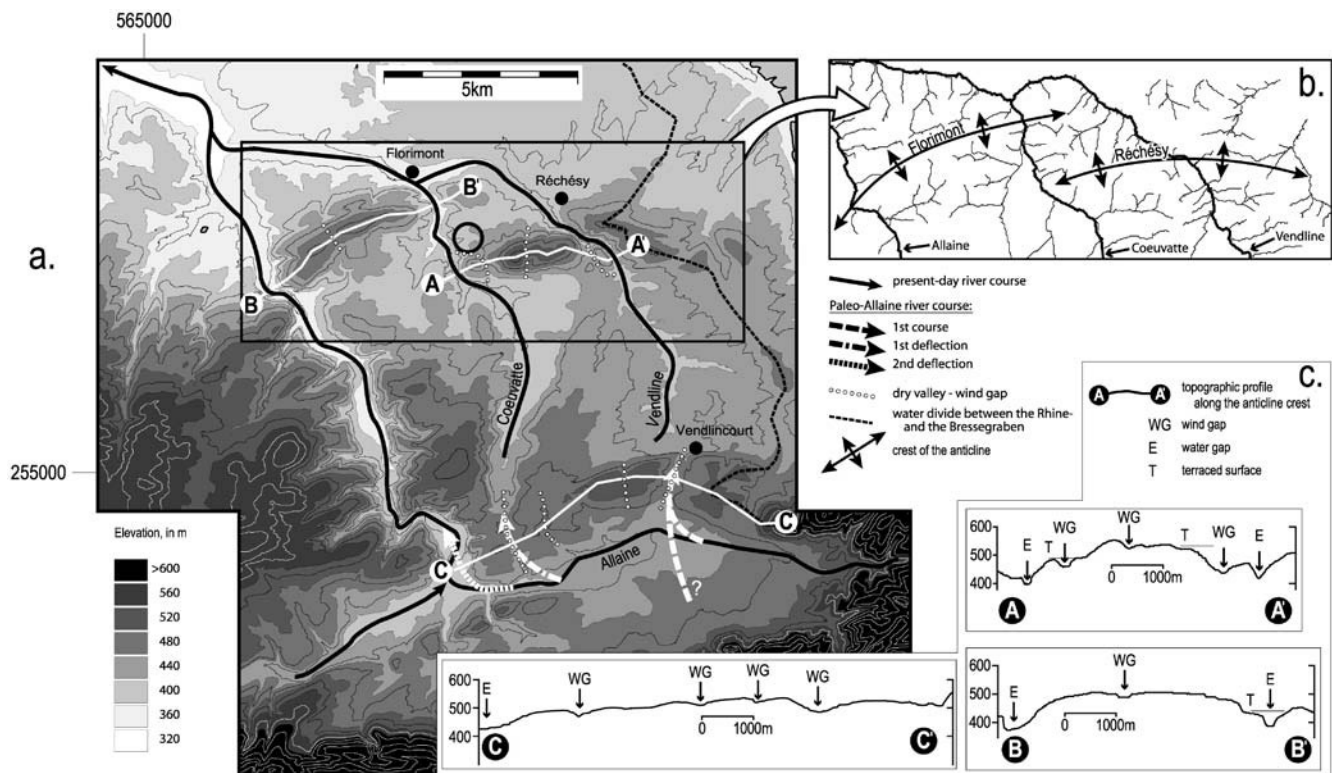 565000
5km
a.
Florimont
Réchésy
B'
A'
A
B
Coeuvatte
Vendline
Vendlincourt
255000
C
C'
Allaine
?
Elevation, in m
>600
560
520
480
440
400
360
320
b.
Florimont
Réchésy
Allaine
Coeuvatte
Vendline
present-day river course
Paleo-Allaine river course:
1st course
1st deflection
2nd deflection
dry valley - wind gap
water divide between the Rhine-
and the Bressegraben
crest of the anticline
c.
A A' topographic profile
along the anticline crest
WG wind gap
E water gap
T terraced surface
600
500
400
E T WG WG T WG E
0 1000m
A A'
600
500
400
E WG WG WG WG
0 1000m
C C'
600
500
400
E WG T E
0 1000m
B B'